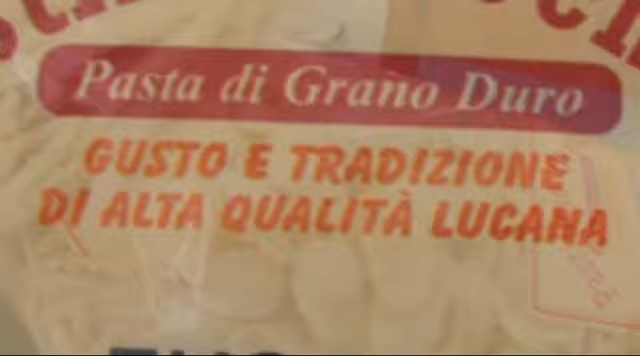 Pasta di Grano Duro
GUSTO E TRADIZIONE
DI ALTA QUALITÀ LUCANA